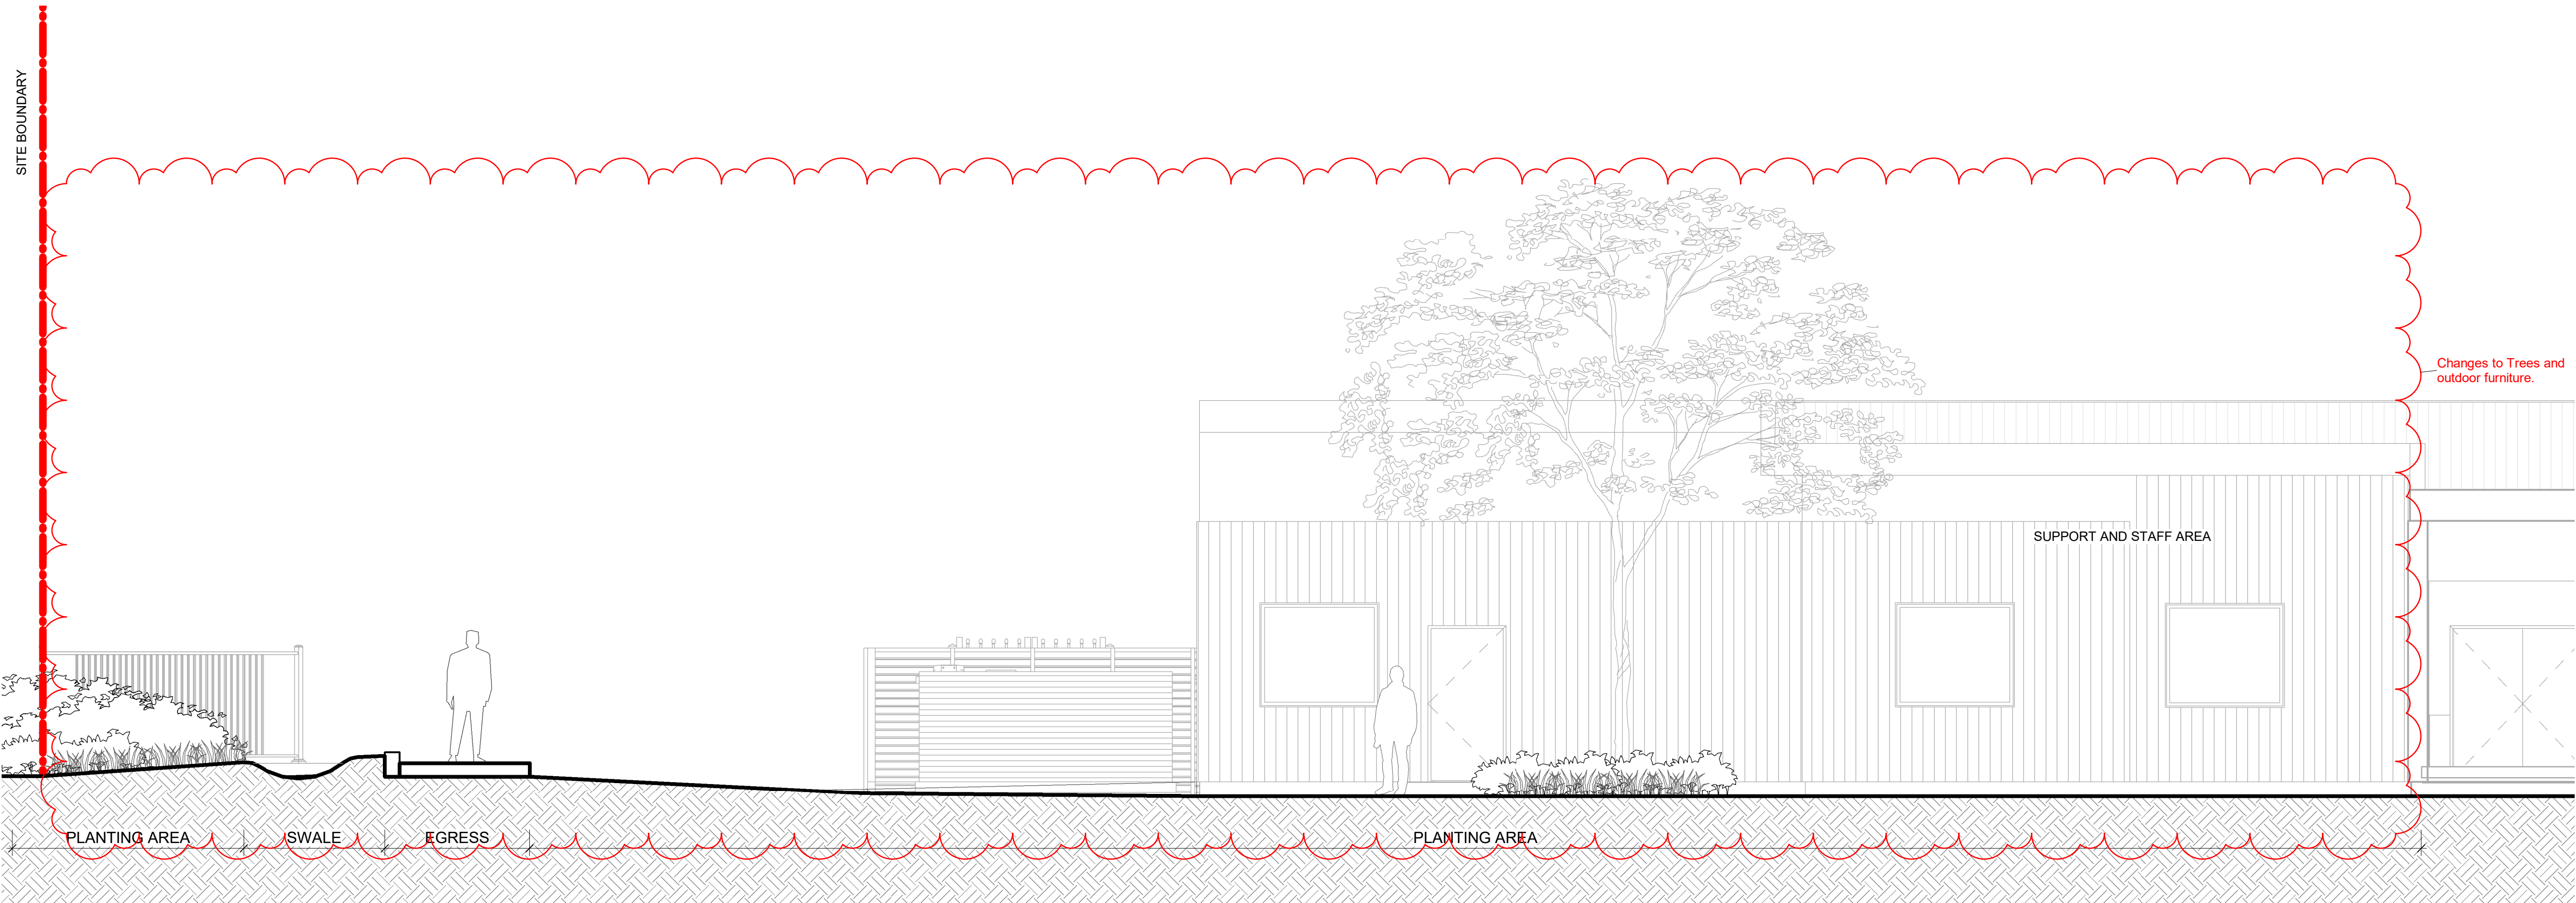 SITE BOUNDARY
Changes to Trees and
outdoor furniture.
SUPPORT AND STAFF AREA
PLANTING AREA
SWALE
EGRESS
PLANTING AREA